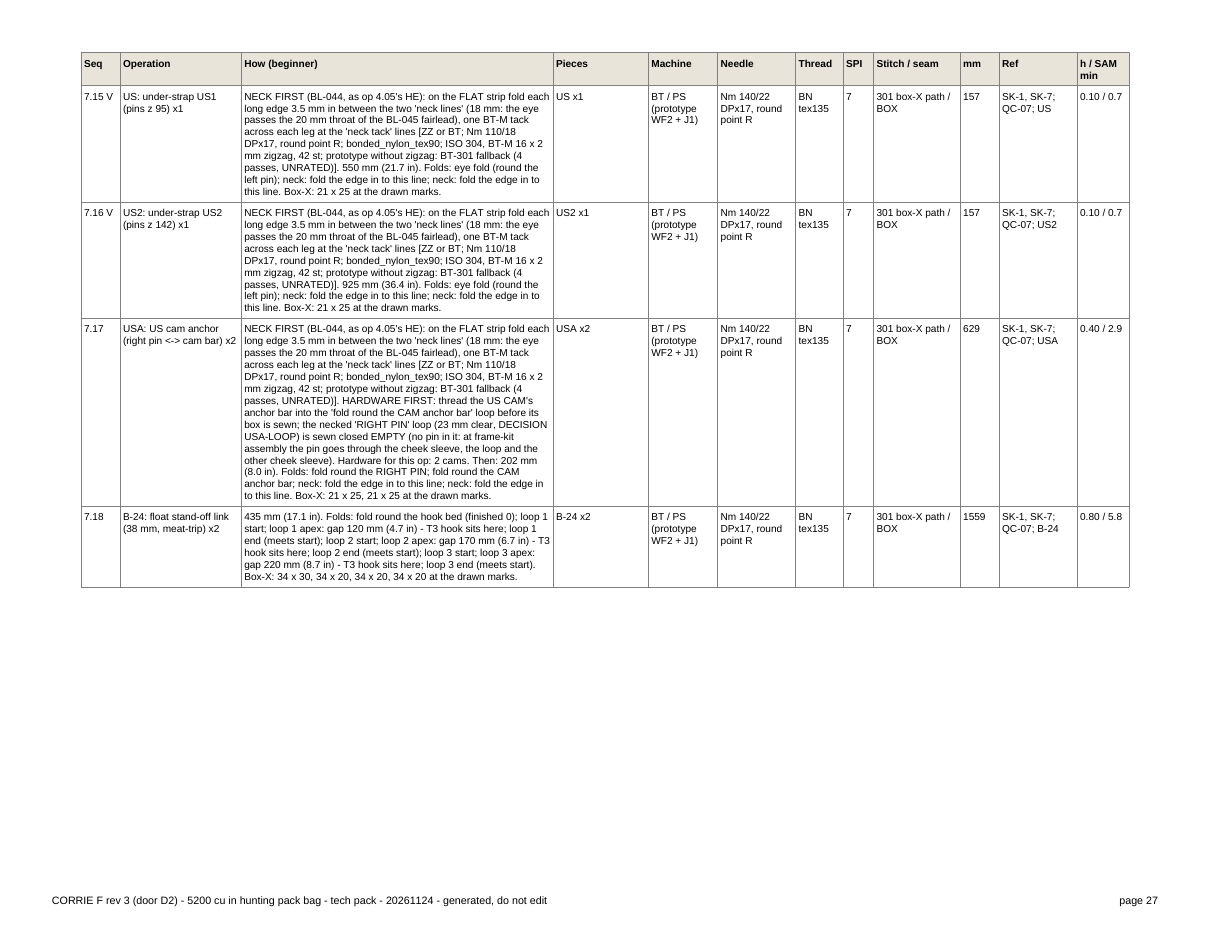 Seq Operation How (beginner) Pieces Machine Needle Thread SPI Stitch / seam mm Ref h / SAM
min
7.15 V US: under-strap US1
(pins z 95) x1
NECK FIRST (BL-044, as op 4.05's HE): on the FLAT strip fold each
long edge 3.5 mm in between the two 'neck lines' (18 mm: the eye
passes the 20 mm throat of the BL-045 fairlead), one BT-M tack
across each leg at the 'neck tack' lines [ZZ or BT; Nm 110/18
DPx17, round point R; bonded_nylon_tex90; ISO 304, BT-M 16 x 2
mm zigzag, 42 st; prototype without zigzag: BT-301 fallback (4
passes, UNRATED)]. 550 mm (21.7 in). Folds: eye fold (round the
left pin); neck: fold the edge in to this line; neck: fold the edge in to
this line. Box-X: 21 x 25 at the drawn marks.
US x1
BT / PS
(prototype
WF2 + J1)
Nm 140/22
DPx17, round
point R
BN
tex135
7
301 box-X path /
BOX
157
SK-1, SK-7;
QC-07; US
0.10 / 0.7
7.16 V US2: under-strap US2
(pins z 142) x1
NECK FIRST (BL-044, as op 4.05's HE): on the FLAT strip fold each
long edge 3.5 mm in between the two 'neck lines' (18 mm: the eye
passes the 20 mm throat of the BL-045 fairlead), one BT-M tack
across each leg at the 'neck tack' lines [ZZ or BT; Nm 110/18
DPx17, round point R; bonded_nylon_tex90; ISO 304, BT-M 16 x 2
mm zigzag, 42 st; prototype without zigzag: BT-301 fallback (4
passes, UNRATED)]. 925 mm (36.4 in). Folds: eye fold (round the
left pin); neck: fold the edge in to this line; neck: fold the edge in to
this line. Box-X: 21 x 25 at the drawn marks.
US2 x1
BT / PS
(prototype
WF2 + J1)
Nm 140/22
DPx17, round
point R
BN
tex135
7
301 box-X path /
BOX
157
SK-1, SK-7;
QC-07; US2
0.10 / 0.7
7.17 USA: US cam anchor
(right pin <-> cam bar) x2
NECK FIRST (BL-044, as op 4.05's HE): on the FLAT strip fold each
long edge 3.5 mm in between the two 'neck lines' (18 mm: the eye
passes the 20 mm throat of the BL-045 fairlead), one BT-M tack
across each leg at the 'neck tack' lines [ZZ or BT; Nm 110/18
DPx17, round point R; bonded_nylon_tex90; ISO 304, BT-M 16 x 2
mm zigzag, 42 st; prototype without zigzag: BT-301 fallback (4
passes, UNRATED)]. HARDWARE FIRST: thread the US CAM's
anchor bar into the 'fold round the CAM anchor bar' loop before its
box is sewn; the necked 'RIGHT PIN' loop (23 mm clear, DECISION
USA-LOOP) is sewn closed EMPTY (no pin in it: at frame-kit
assembly the pin goes through the cheek sleeve, the loop and the
other cheek sleeve). Hardware for this op: 2 cams. Then: 202 mm
(8.0 in). Folds: fold round the RIGHT PIN; fold round the CAM
anchor bar; neck: fold the edge in to this line; neck: fold the edge in
to this line. Box-X: 21 x 25, 21 x 25 at the drawn marks.
USA x2
BT / PS
(prototype
WF2 + J1)
Nm 140/22
DPx17, round
point R
BN
tex135
7
301 box-X path /
BOX
629
SK-1, SK-7;
QC-07; USA
0.40 / 2.9
7.18 B-24: float stand-off link
(38 mm, meat-trip) x2
435 mm (17.1 in). Folds: fold round the hook bed (finished 0); loop 1
start; loop 1 apex: gap 120 mm (4.7 in) - T3 hook sits here; loop 1
end (meets start); loop 2 start; loop 2 apex: gap 170 mm (6.7 in) - T3
hook sits here; loop 2 end (meets start); loop 3 start; loop 3 apex:
gap 220 mm (8.7 in) - T3 hook sits here; loop 3 end (meets start).
Box-X: 34 x 30, 34 x 20, 34 x 20, 34 x 20 at the drawn marks.
B-24 x2
BT / PS
(prototype
WF2 + J1)
Nm 140/22
DPx17, round
point R
BN
tex135
7
301 box-X path /
BOX
1559
SK-1, SK-7;
QC-07; B-24
0.80 / 5.8
CORRIE F rev 3 (door D2) - 5200 cu in hunting pack bag - tech pack - 20261124 - generated, do not edit page 27